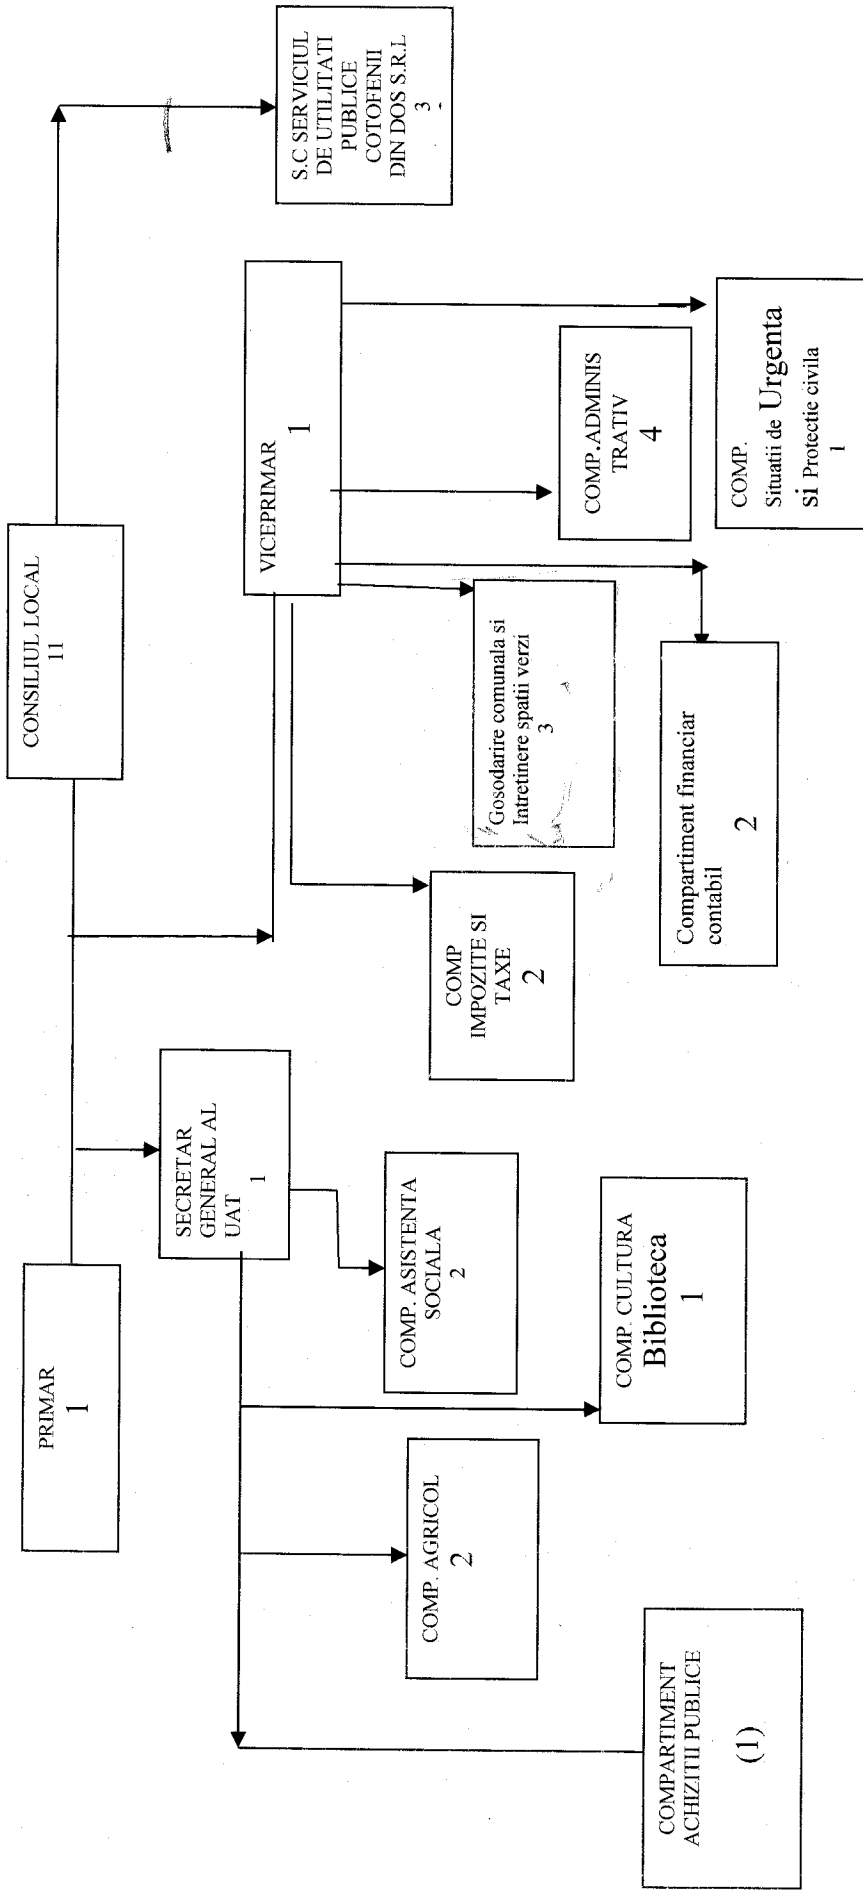 PRIMAR
1
CONSILIUL LOCAL
11
S.C SERVICIUL
DE UTILITATI
PUBLICE
COTOFENII
DIN DOS S.R.L
3
SECRETAR
GENERAL AL
UAT
1
VICEPRIMAR
1
COMP. ASISTENTA
SOCIALA
2
COMP. AGRICOL
2
COMP
IMPOZITE SI
TAXE
2
Gosodarire comunala si
Intretinere spatii verzi
3
COMP.ADMINIS
TRATIV
4
COMP. CULTURA
Biblioteca
1
COMPARTIMENT
ACHIZITII PUBLICE
(1)
Compartiment financiar
contabil
2
COMP.
Situatii de Urgenta
si Protectie civila
1